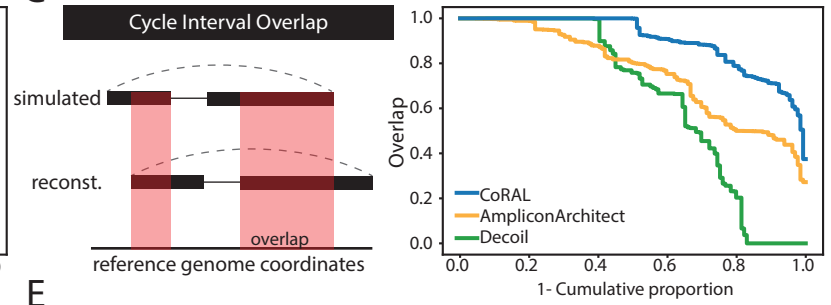 Cycle Interval Overlap
simulated
reconst.
overlap
reference genome coordinates
E
Overlap
1.0
0.8
0.6
0.4
0.2
0.0
CoRAL
AmpliconArchitect
Decoil
0.0 0.2 0.4 0.6 0.8 1.0
1- Cumulative proportion